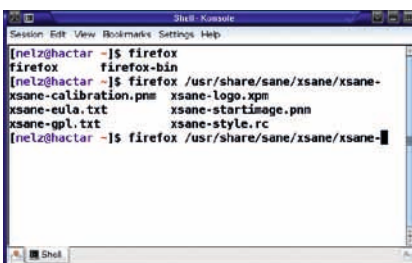 Shell - Konsole
Session Edit View Bookmarks Settings Help
[nelz@hactar ~]$ firefox
firefox firefox-bin
[nelz@hactar ~]$ firefox /usr/share/sane/xsane/xsane-
xsane-calibration.pnm xsane-logo.xpm
xsane-eula.txt xsane-startimage.pnm
xsane-gpl.txt xsane-style.rc
[nelz@hactar ~]$ firefox /usr/share/sane/xsane/xsane-
Shell